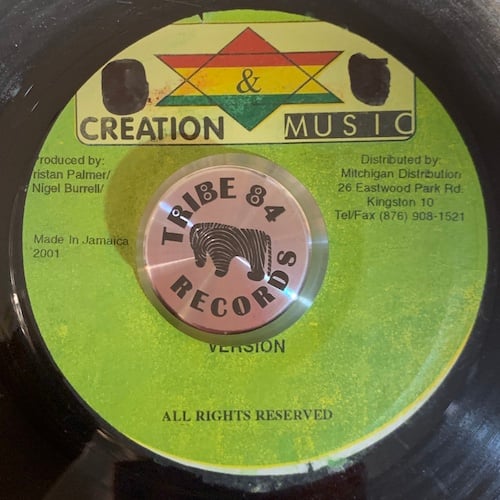 &
CREATION MUSIC
Produced by:
ristan Palmer/
Nigel Burrell/
Made In Jamaica
2001
Distributed by:
Mitchigan Distribution
26 Eastwood Park Rd.
Kingston 10
Tel/Fax (876) 908-1521
TRIBE 84
RECORDS
VERSION
ALL RIGHTS RESERVED